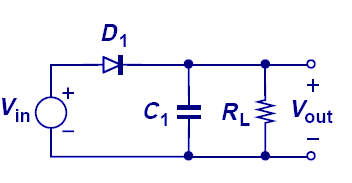 D1
+
Vin
−
C1
RL
+
Vout
−